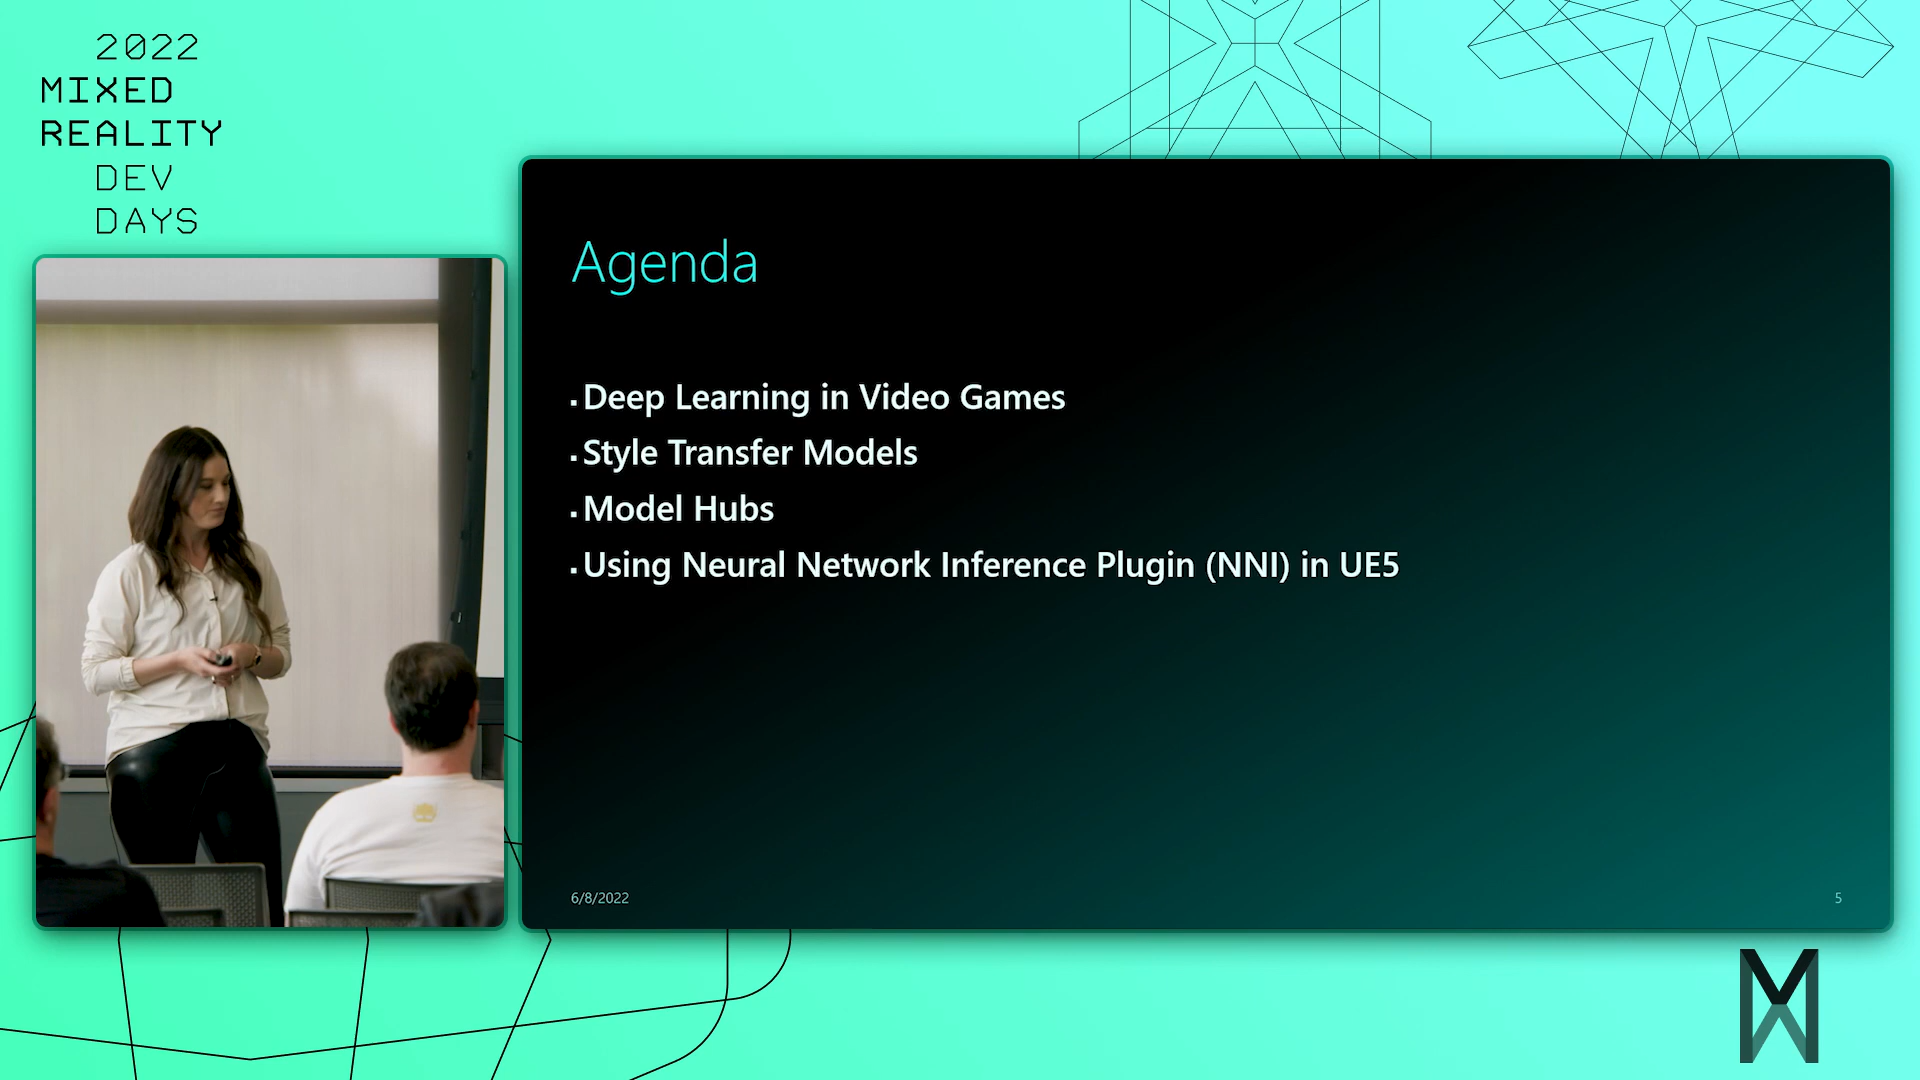 2022
MIXED
REALITY
DEV
DAYS
Agenda
▪ Deep Learning in Video Games
▪ Style Transfer Models
▪ Model Hubs
▪ Using Neural Network Inference Plugin (NNI) in UE5
6/8/2022
5